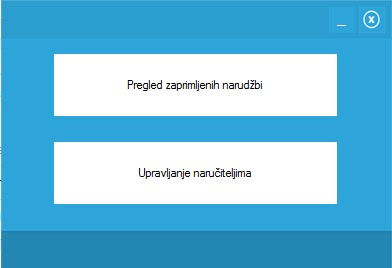 Pregled zaprimljenih narudžbi
Upravljanje naručiteljima